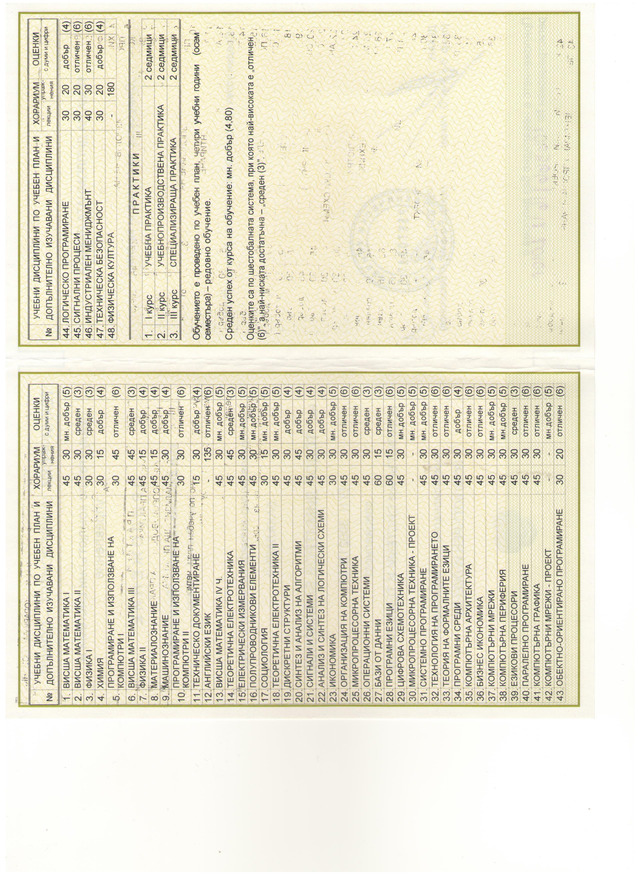 № УЧЕБНИ ДИСЦИПЛИНИ ПО УЧЕБЕН ПЛАН И ДОПЪЛНИТЕЛНО ИЗУЧАВАНИ ДИСЦИПЛИНИ ХОРАРИУМ лекции упраж- нения ОЦЕНКИ с думи и цифри
1. ВИСША МАТЕМАТИКА I 45 30 мн. добър (5)
2. ВИСША МАТЕМАТИКА II 45 30 среден (3)
3. ФИЗИКА I 30 30 среден (3)
4. ХИМИЯ 30 15 добър (4)
5. ПРОГРАМИРАНЕ И ИЗПОЛЗВАНЕ НА
КОМПЮТРИ I 30 45 отличен (6)
6. ВИСША МАТЕМАТИКА III 45 45 среден (3)
7. ФИЗИКА II 45 15 добър (4)
8. МАТЕРИАЛОЗНАНИЕ 45 15 добър (4)
9. МАШИНОЗНАНИЕ 45 30 добър (4)
10. ПРОГРАМИРАНЕ И ИЗПОЛЗВАНЕ НА
КОМПЮТРИ II 30 30 отличен (6)
11. ТЕХНИЧЕСКО ДОКУМЕНТИРАНЕ 15 30 добър (4)
12. АНГЛИЙСКИ ЕЗИК - 135 отличен (6)
13. ВИСША МАТЕМАТИКА IV Ч. 45 30 мн. добър (5)
14. ТЕОРЕТИЧНА ЕЛЕКТРОТЕХНИКА 45 45 среден (3)
15. ЕЛЕКТРИЧЕСКИ ИЗМЕРВАНИЯ 45 30 мн. добър (5)
16. ПОЛУПРОВОДНИКОВИ ЕЛЕМЕНТИ 45 30 мн. добър (5)
17. СОЦИОЛОГИЯ 30 15 мн. добър (5)
18. ТЕОРЕТИЧНА ЕЛЕКТРОТЕХНИКА II 45 30 мн. добър (5)
19. ДИСКРЕТНИ СТРУКТУРИ 45 30 добър (4)
20. СИНТЕЗ И АНАЛИЗ НА АЛГОРИТМИ 45 30 добър (4)
21. СИГНАЛИ И СИСТЕМИ 45 30 добър (4)
22. АНАЛИЗ И СИНТЕЗ НА ЛОГИЧЕСКИ СХЕМИ 45 30 добър (4)
23. ИКОНОМИКА 30 30 мн. добър (5)
24. ОРГАНИЗАЦИЯ НА КОМПЮТРИ 45 30 отличен (6)
25. МИКРОПРОЦЕСОРНА ТЕХНИКА 45 30 отличен (6)
26. ОПЕРАЦИОННИ СИСТЕМИ 45 30 среден (3)
27. БАЗИ ОТ ДАННИ 60 15 среден (3)
28. ПРОГРАМНИ ЕЗИЦИ 60 15 отличен (6)
29. ЦИФРОВА СХЕМОТЕХНИКА 45 30 мн. добър (5)
30. МИКРОПРОЦЕСОРНА ТЕХНИКА - ПРОЕКТ - - мн. добър (5)
31. СИСТЕМНО ПРОГРАМИРАНЕ 45 30 мн. добър (5)
32. ТЕХНОЛОГИЯ НА ПРОГРАМИРАНЕТО 45 30 отличен (6)
33. ТЕОРИЯ НА ФОРМАЛНИТЕ ЕЗИЦИ 45 30 отличен (6)
34. ПРОГРАМНИ СРЕДИ 30 30 добър (4)
35. КОМПЮТЪРНА АРХИТЕКТУРА 45 30 отличен (6)
36. БИЗНЕС ИКОНОМИКА 30 30 отличен (6)
37. КОМПЮТЪРНИ МРЕЖИ 45 30 мн. добър (5)
38. КОМПЮТЪРНА ПЕРИФЕРИЯ 45 30 мн. добър (5)
39. ЕЗИКОВИ ПРОЦЕСОРИ 45 30 среден (3)
40. ПАРАЛЕЛНО ПРОГРАМИРАНЕ 45 30 отличен (6)
41. КОМПЮТЪРНА ГРАФИКА 45 30 отличен (6)
42. КОМПЮТЪРНИ МРЕЖИ - ПРОЕКТ - - мн. добър (5)
43. ОБЕКТНО-ОРИЕНТИРАНО ПРОГРАМИРАНЕ 30 20 отличен (6)
№ УЧЕБНИ ДИСЦИПЛИНИ ПО УЧЕБЕН ПЛАН И ДОПЪЛНИТЕЛНО ИЗУЧАВАНИ ДИСЦИПЛИНИ ХОРАРИУМ лекции упраж- нения ОЦЕНКИ с думи и цифри
44. ЛОГИЧЕСКО ПРОГРАМИРАНЕ 30 20 добър (4)
45. СИГНАЛНИ ПРОЦЕСИ 30 20 отличен (6)
46. ИНДУСТРИАЛЕН МЕНИДЖМЪНТ 40 30 отличен (6)
47. ТЕХНИЧЕСКА БЕЗОПАСНОСТ 30 20 добър (4)
48. ФИЗИЧЕСКА КУЛТУРА - 180
ПРАКТИКИ
1. I курс УЧЕБНА ПРАКТИКА 2 седмици
2. II курс УЧЕБНОПРОИЗВОДСТВЕНА ПРАКТИКА 2 седмици
3. III курс СПЕЦИАЛИЗИРАЩА ПРАКТИКА 2 седмици
Обучението е проведено по учебен план, четири учебни години (осем
семестъра) – редовно обучение.
Среден успех от курса на обучение: мн. добър (4,80)
Оценките са по шестобалната система, при която най-високата е „отличен
(6)“, а най-ниската достатъчна – „среден (3)“.